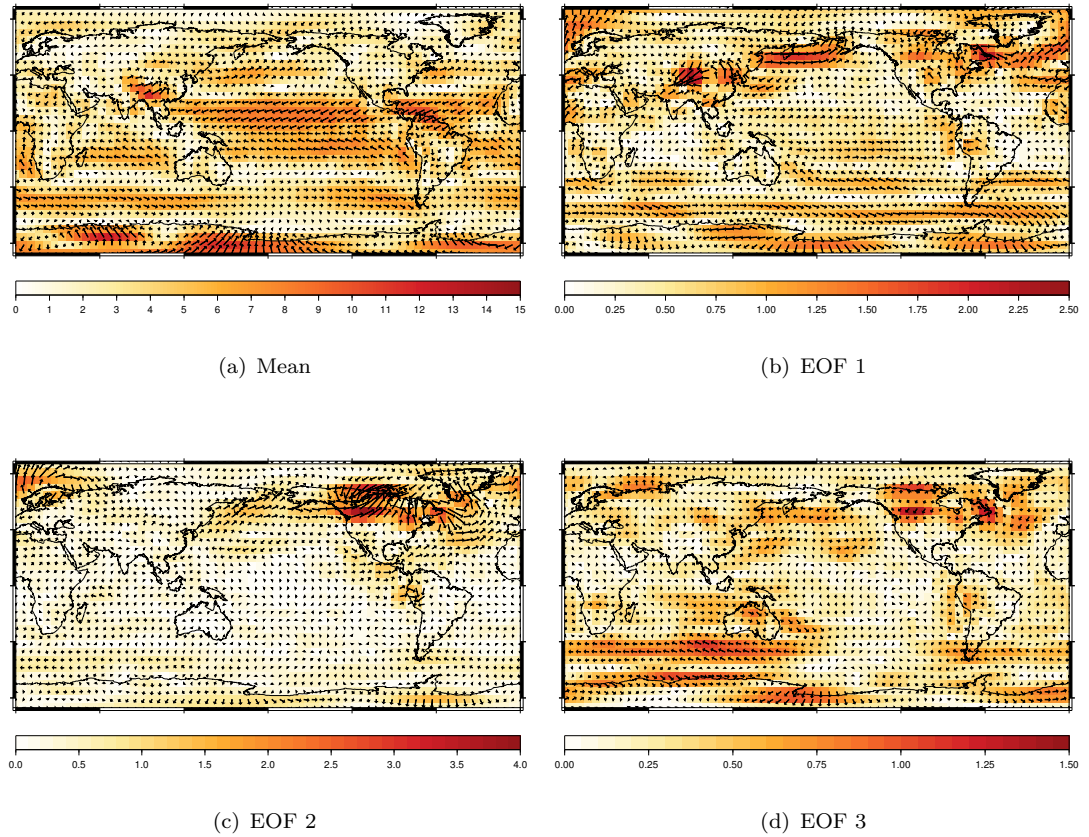 0 1 2 3 4 5 6 7 8 9 10 11 12 13 14 15
0.00 0.25 0.50 0.75 1.00 1.25 1.50 1.75 2.00 2.25 2.50
(a) Mean
(b) EOF 1
0.0 0.5 1.0 1.5 2.0 2.5 3.0 3.5 4.0
0.00 0.25 0.50 0.75 1.00 1.25 1.50
(c) EOF 2
(d) EOF 3